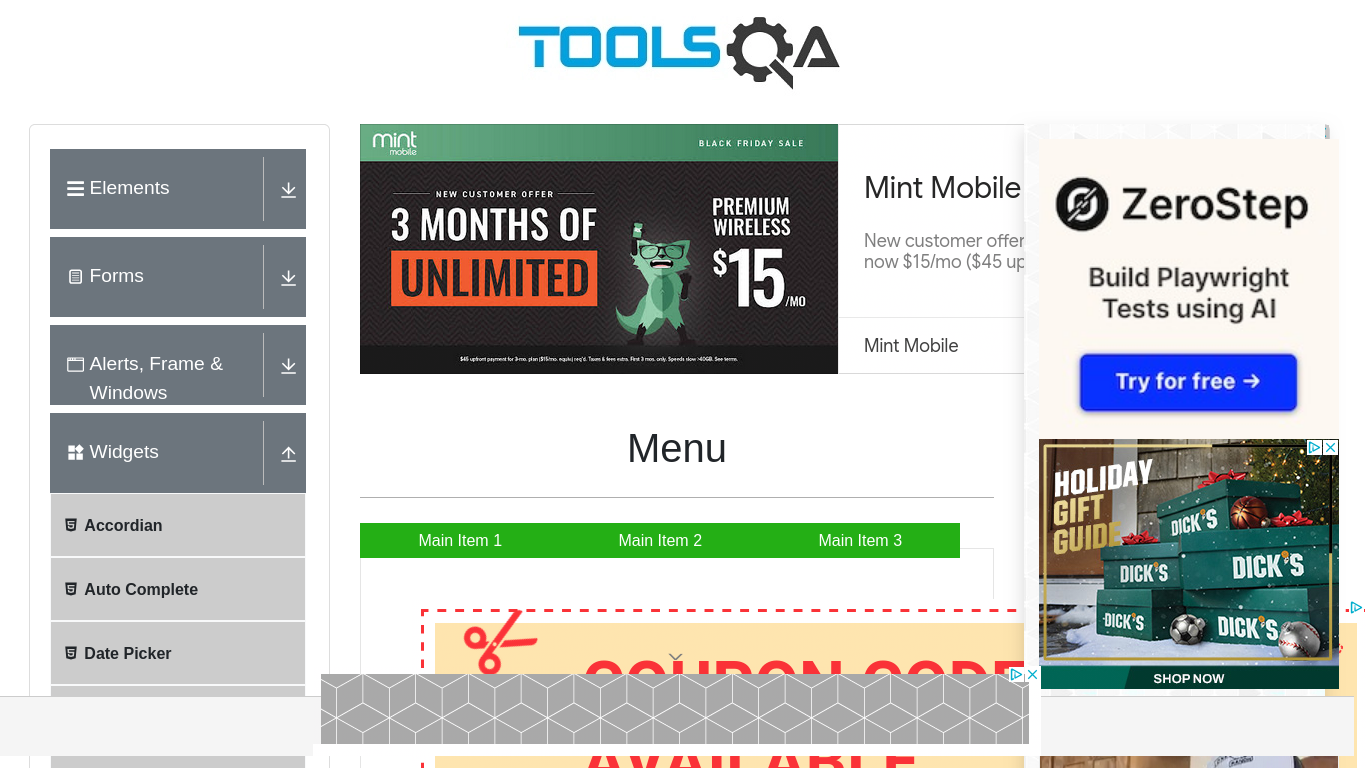 TOOLSQA
Elements
Forms
Alerts, Frame &
Windows
Widgets
Accordian
Auto Complete
Date Picker
mint
mobile
BLACK FRIDAY SALE
NEW CUSTOMER OFFER
3 MONTHS OF
UNLIMITED
PREMIUM
WIRELESS
$15/MO
$45 upfront payment for 3-mo. plan ($15/mo. equiv.) req'd. Taxes & fees extra. First 3 mos. only. Speeds slow >40GB. See terms.
Mint Mobile
New customer offer
now $15/mo ($45 up
Mint Mobile
Menu
Main Item 1
Main Item 2
Main Item 3
COUPON CODE
AVAILABLE
ZeroStep
Build Playwright
Tests using AI
Try for free →
HOLIDAY
GIFT
GUIDE
DICK'S
DICK'S
DICK'S
DICK'S
DICK'S
SHOP NOW